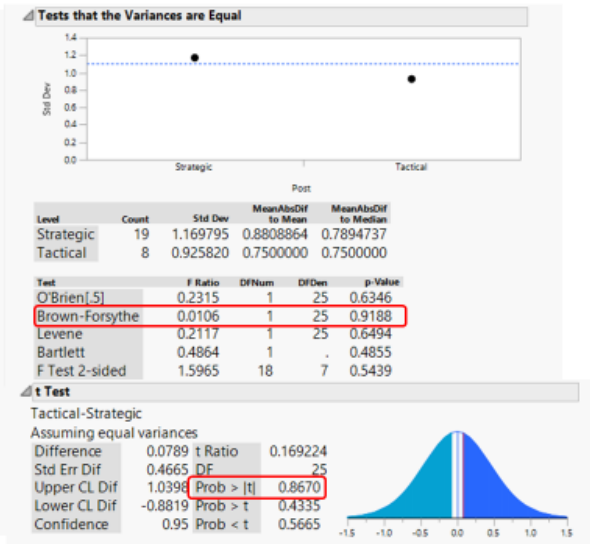 Tests that the Variances are Equal
1.4
1.2
1.0
0.8
0.6
0.4
0.2
0.0
Std Dev
Strategic Tactical
Post
Level Count Std Dev MeanAbsDif to Mean MeanAbsDif to Median
Strategic 19 1.169795 0.8808864 0.7894737
Tactical 8 0.925820 0.7500000 0.7500000
Test F Ratio DFNum DFDen p-Value
O'Brien[.5] 0.2315 1 25 0.6346
Brown-Forsythe 0.0106 1 25 0.9188
Levene 0.2117 1 25 0.6494
Bartlett 0.4864 1 . 0.4855
F Test 2-sided 1.5965 18 7 0.5439
t Test
Tactical-Strategic
Assuming equal variances
Difference 0.0789 t Ratio 0.169224
Std Err Dif 0.4665 DF 25
Upper CL Dif 1.0398 Prob > |t| 0.8670
Lower CL Dif -0.8819 Prob > t 0.4335
Confidence 0.95 Prob < t 0.5665
-1.5 -1.0 -0.5 0.0 0.5 1.0 1.5